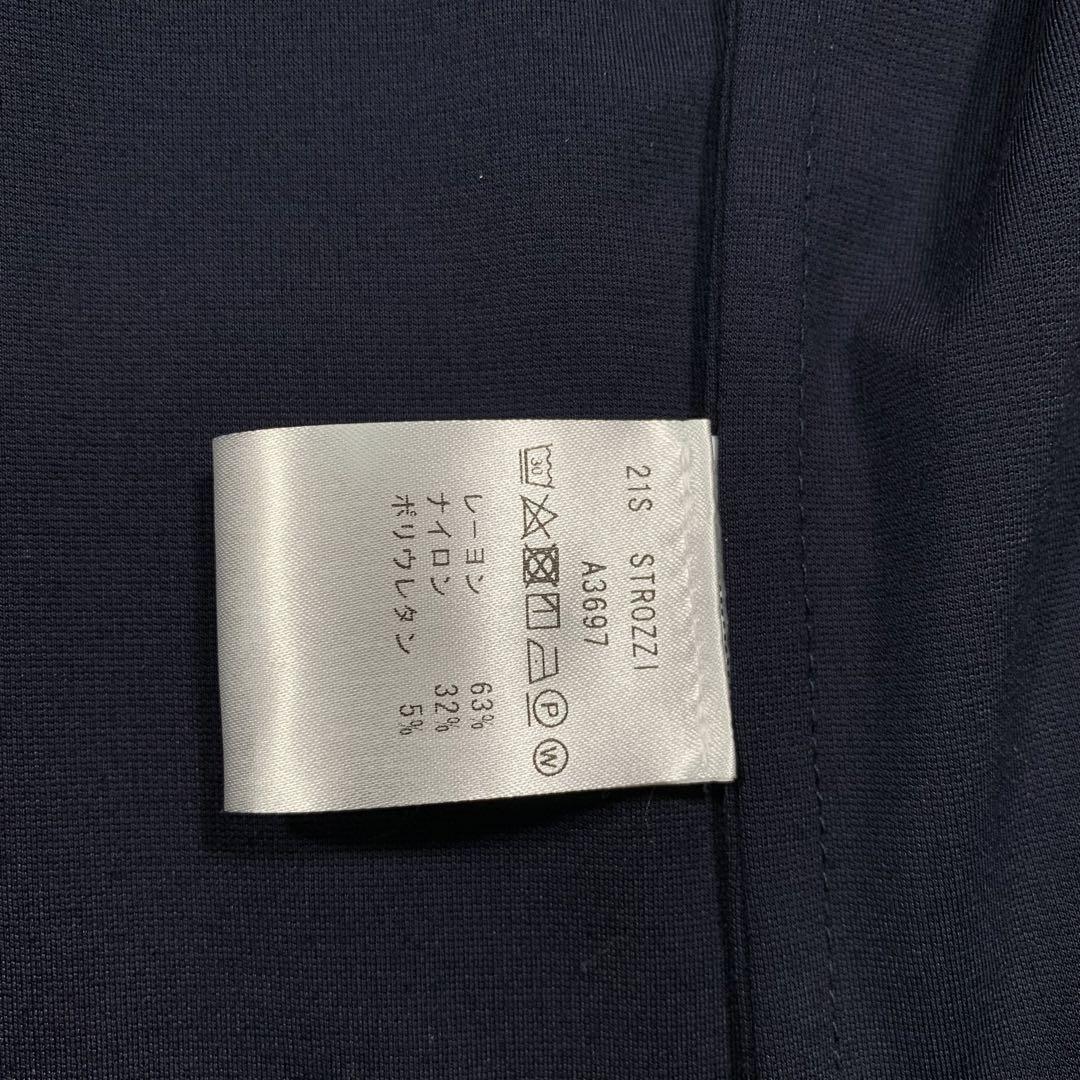 21S STROZZI
A3697
30 P W
レーヨン 63%
ナイロン 32%
ポリウレタン 5%